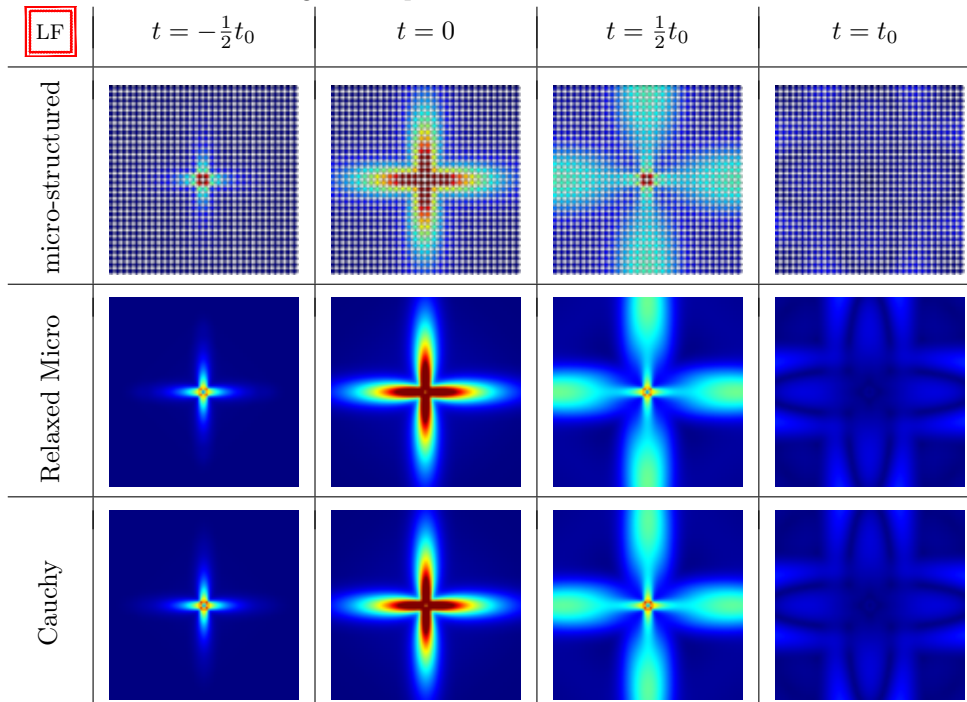 LF
t = −½t₀
t = 0
t = ½t₀
t = t₀
micro-structured
Relaxed Micro
Cauchy